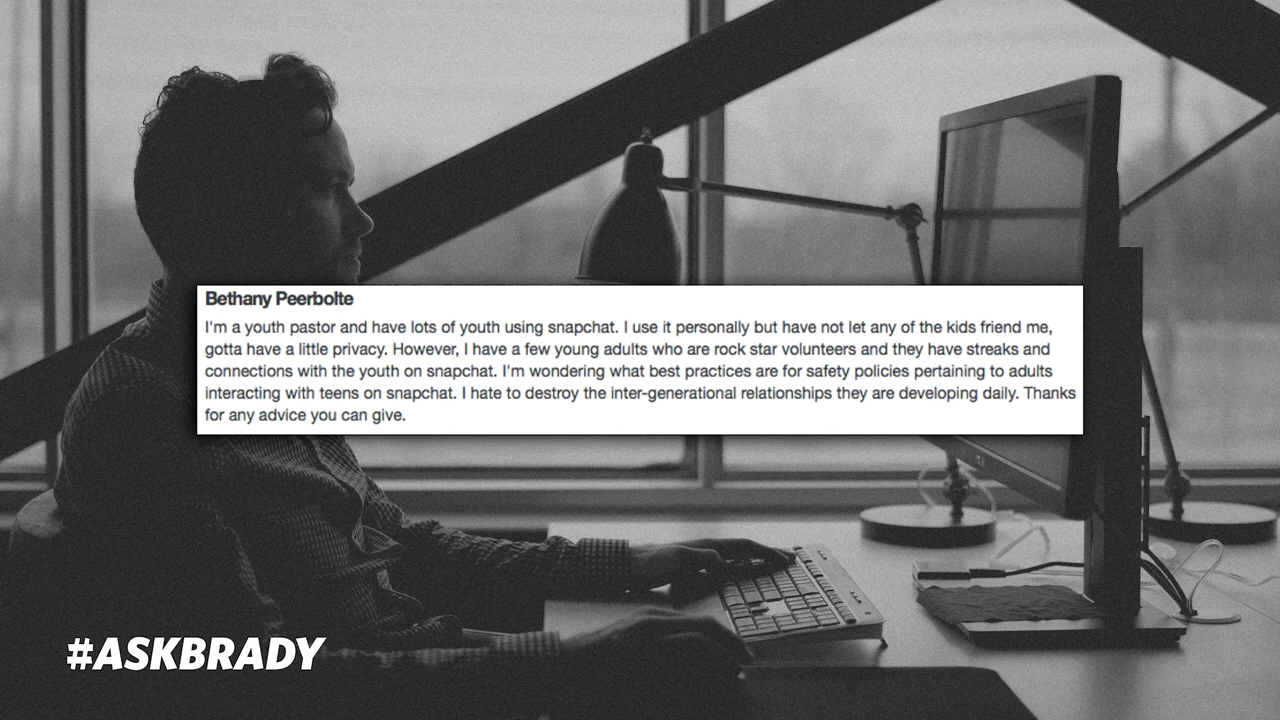 Bethany Peerbolte
I'm a youth pastor and have lots of youth using snapchat. I use it personally but have not let any of the kids friend me,
gotta have a little privacy. However, I have a few young adults who are rock star volunteers and they have streaks and
connections with the youth on snapchat. I'm wondering what best practices are for safety policies pertaining to adults
interacting with teens on snapchat. I hate to destroy the inter-generational relationships they are developing daily. Thanks
for any advice you can give.
#ASKBRADY